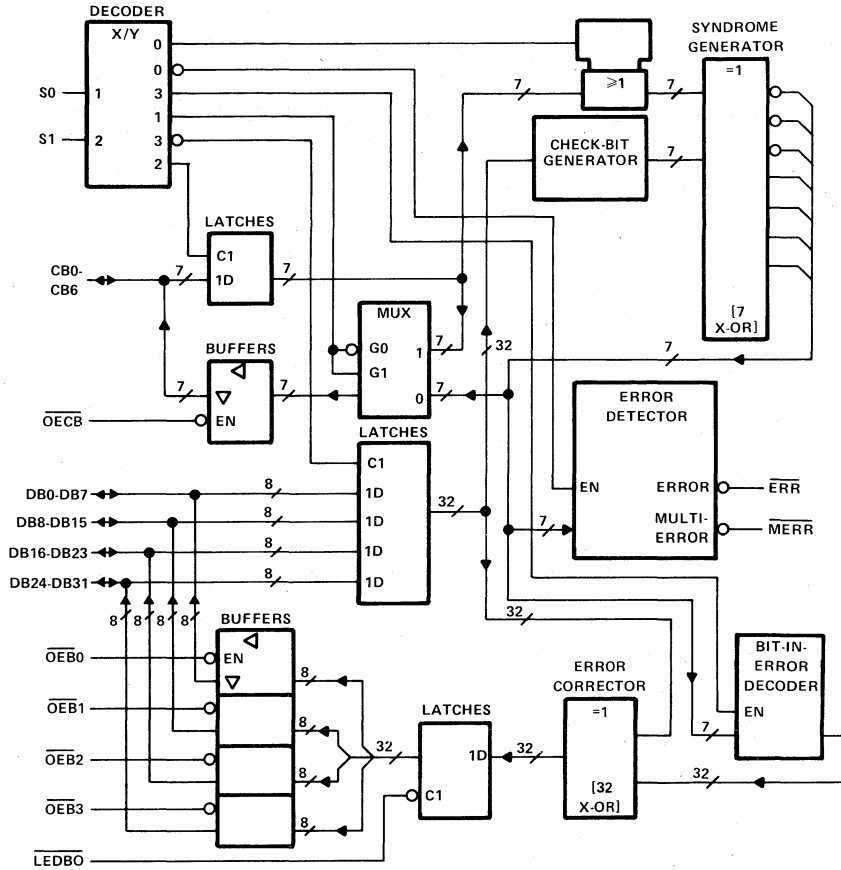 DECODER
X/Y
0
0
3
1
3
2
S0
1
S1
2
≥1
7
7
SYNDROME
GENERATOR
=1
[7
X-OR]
CHECK-BIT
GENERATOR
7
LATCHES
C1
1D
7
7
CB0-
CB6
MUX
G0
G1
1
0
7
7
32
7
BUFFERS
EN
7
7
OECB
ERROR
DETECTOR
EN
ERROR
MULTI-
ERROR
7
ERR
MERR
LATCHES
C1
1D
1D
1D
1D
32
DB0-DB7
8
DB8-DB15
8
DB16-DB23
8
DB24-DB31
8
8
8
8
8
BUFFERS
EN
OEB0
OEB1
OEB2
OEB3
LEDBO
8
8
8
8
32
LATCHES
1D
C1
32
32
ERROR
CORRECTOR
=1
[32
X-OR]
32
BIT-IN-
ERROR
DECODER
EN
7